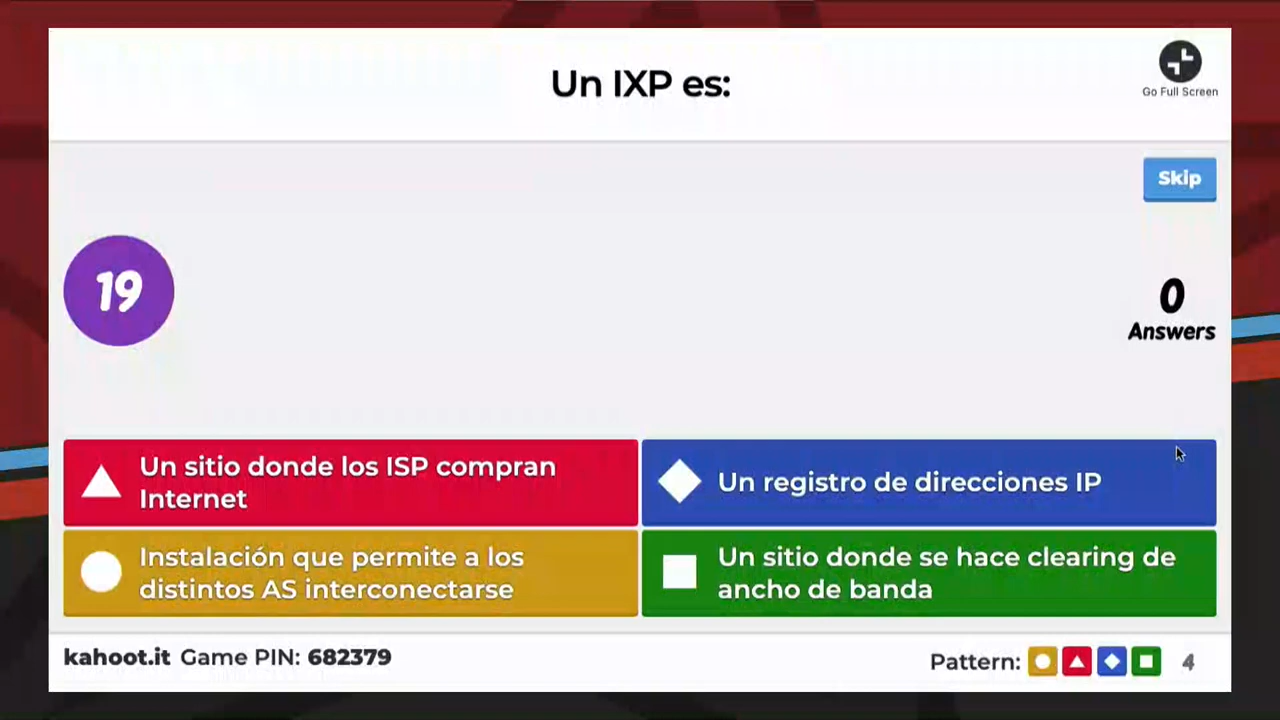 Un IXP es:
Go Full Screen
Skip
19
0
Answers
Un sitio donde los ISP compran
Internet
Un registro de direcciones IP
Instalación que permite a los
distintos AS interconectarse
Un sitio donde se hace clearing de
ancho de banda
kahoot.it Game PIN: 682379
Pattern: 4